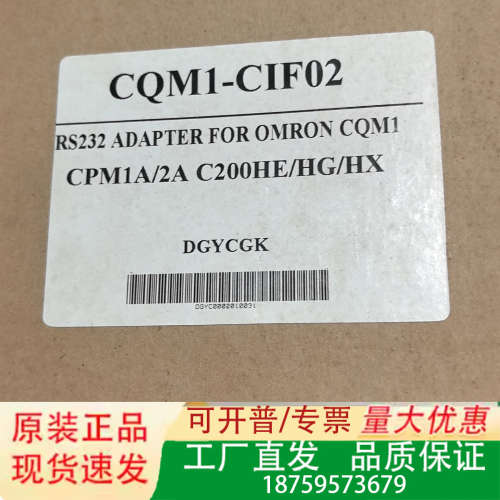 CQM1-CIF02
RS232 ADAPTER FOR OMRON CQM1
CPM1A/2A C200HE/HG/HX
DGYCGK
DGYC0002010031
原装正品
现货速发
可开普/专票
量大优惠
工厂直发 品质保证
18759573679